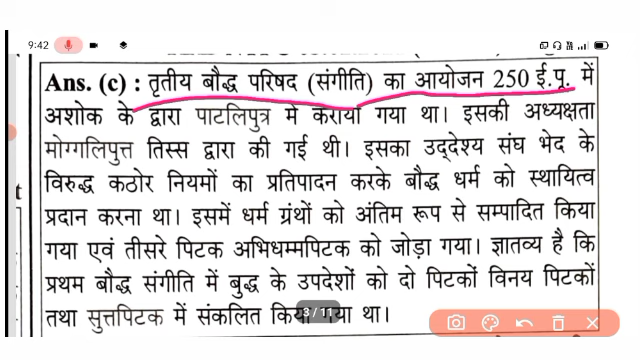 9:42
Ans. (c) : तृतीय बौद्ध परिषद (संगीति) का आयोजन 250 ई.पू. में
अशोक के द्वारा पाटलिपुत्र में कराया गया था। इसकी अध्यक्षता
मोग्गलिपुत्त तिस्स द्वारा की गई थी। इसका उद्देश्य संघ भेद के
विरुद्ध कठोर नियमों का प्रतिपादन करके बौद्ध धर्म को स्थायित्व
प्रदान करना था। इसमें धर्म ग्रंथों को अंतिम रूप से सम्पादित किया
गया एवं तीसरे पिटक अभिधम्मपिटक को जोड़ा गया। ज्ञातव्य है कि
प्रथम बौद्ध संगीति में बुद्ध के उपदेशों को दो पिटकों विनय पिटकों
तथा सुत्तपिटक में संकलित किया गया था।
3 / 11